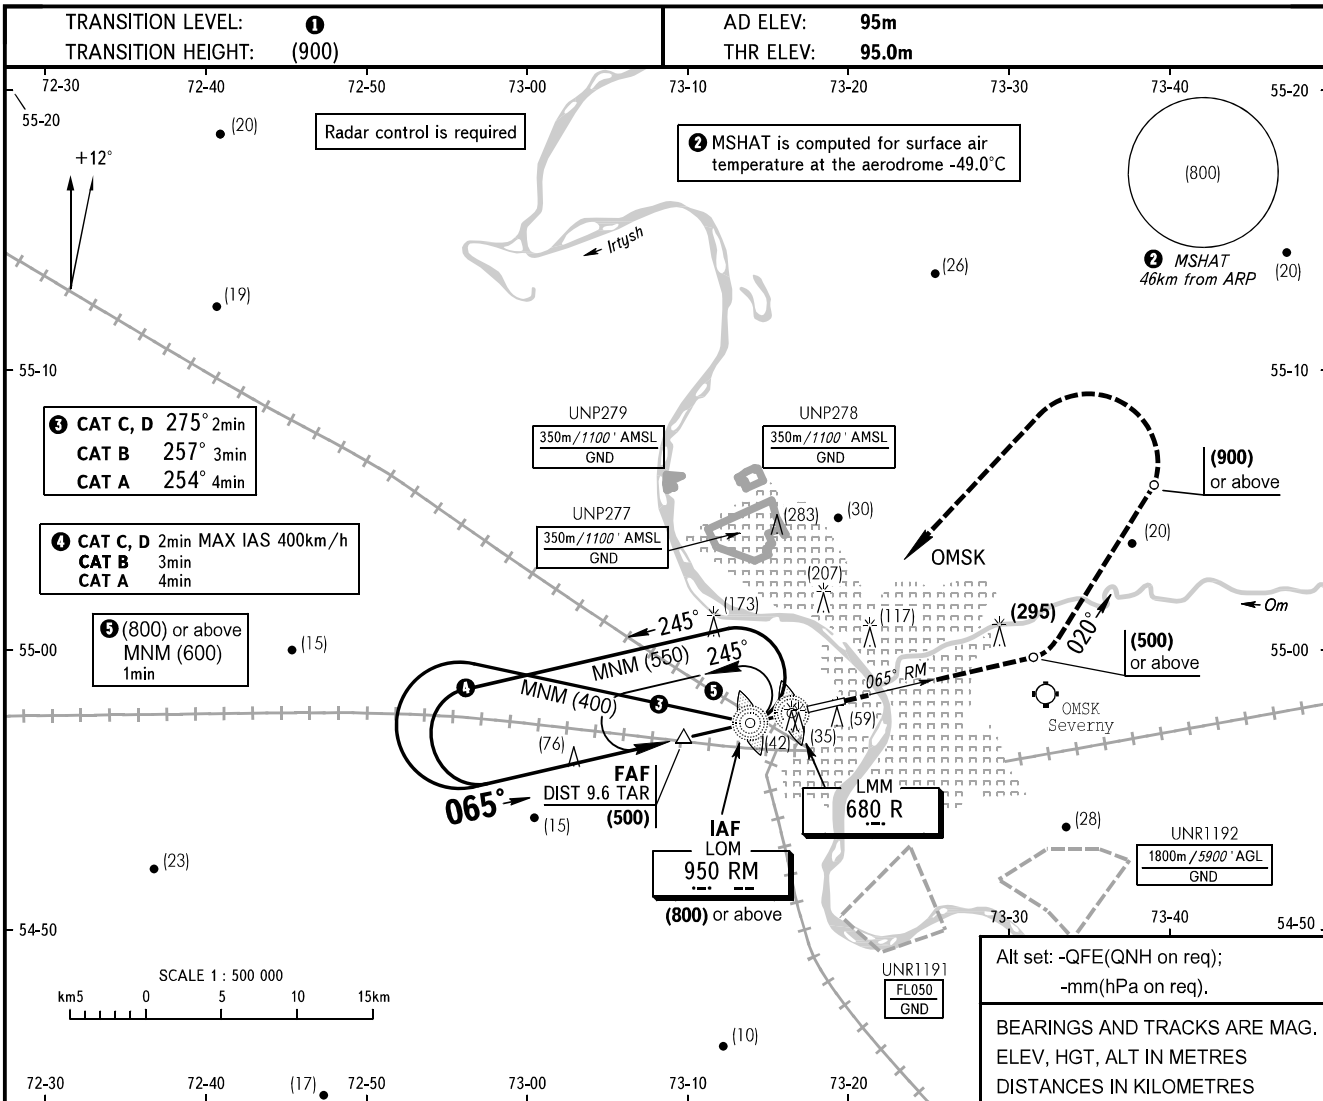 TRANSITION LEVEL: ❶
TRANSITION HEIGHT: (900)
AD ELEV: 95m
THR ELEV: 95.0m
72-30 72-40 72-50 73-00 73-10 73-20 73-30 73-40 55-20
55-20
(20)
+12°
Radar control is required
❷ MSHAT is computed for surface air
temperature at the aerodrome -49.0°C
(800)
❷ MSHAT
46km from ARP
(20)
Irtysh
(26)
(19)
55-10 55-10
❸ CAT C, D 275° 2min
CAT B 257° 3min
CAT A 254° 4min
UNP279
350m/1100' AMSL
GND
UNP278
350m/1100' AMSL
GND
(900)
or above
❹ CAT C, D 2min MAX IAS 400km/h
CAT B 3min
CAT A 4min
UNP277
350m/1100' AMSL
GND
(283)
(30)
OMSK
(20)
(207)
❺ (800) or above
MNM (600)
1min
(15)
(173)
(117)
(295)
Om
55-00 55-00
245°
MNM (550)
245°
020°
(500)
or above
065° RM
❹
❸
❺
MNM (400)
OMSK
Severny
(76)
(42)
(35)
(59)
FAF
DIST 9.6 TAR
(500)
065°
(15)
LMM
680 R
IAF
LOM
950 RM
(800) or above
(28)
UNR1192
1800m/5900' AGL
GND
(23)
73-30 73-40 54-50
54-50
UNR1191
FL050
GND
SCALE 1 : 500 000
km5 0 5 10 15km
Alt set: -QFE(QNH on req);
-mm(hPa on req).
BEARINGS AND TRACKS ARE MAG.
ELEV, HGT, ALT IN METRES
DISTANCES IN KILOMETRES
(10)
(17)
72-30 72-40 72-50 73-00 73-10 73-20